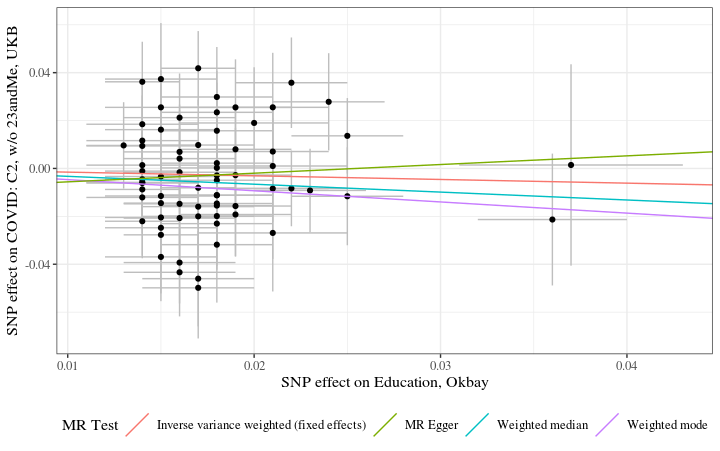 SNP effect on COVID: C2, w/o 23andMe, UKB
0.04
0.00
-0.04
0.01
0.02
0.03
0.04
SNP effect on Education, Okbay
MR Test
Inverse variance weighted (fixed effects)
MR Egger
Weighted median
Weighted mode